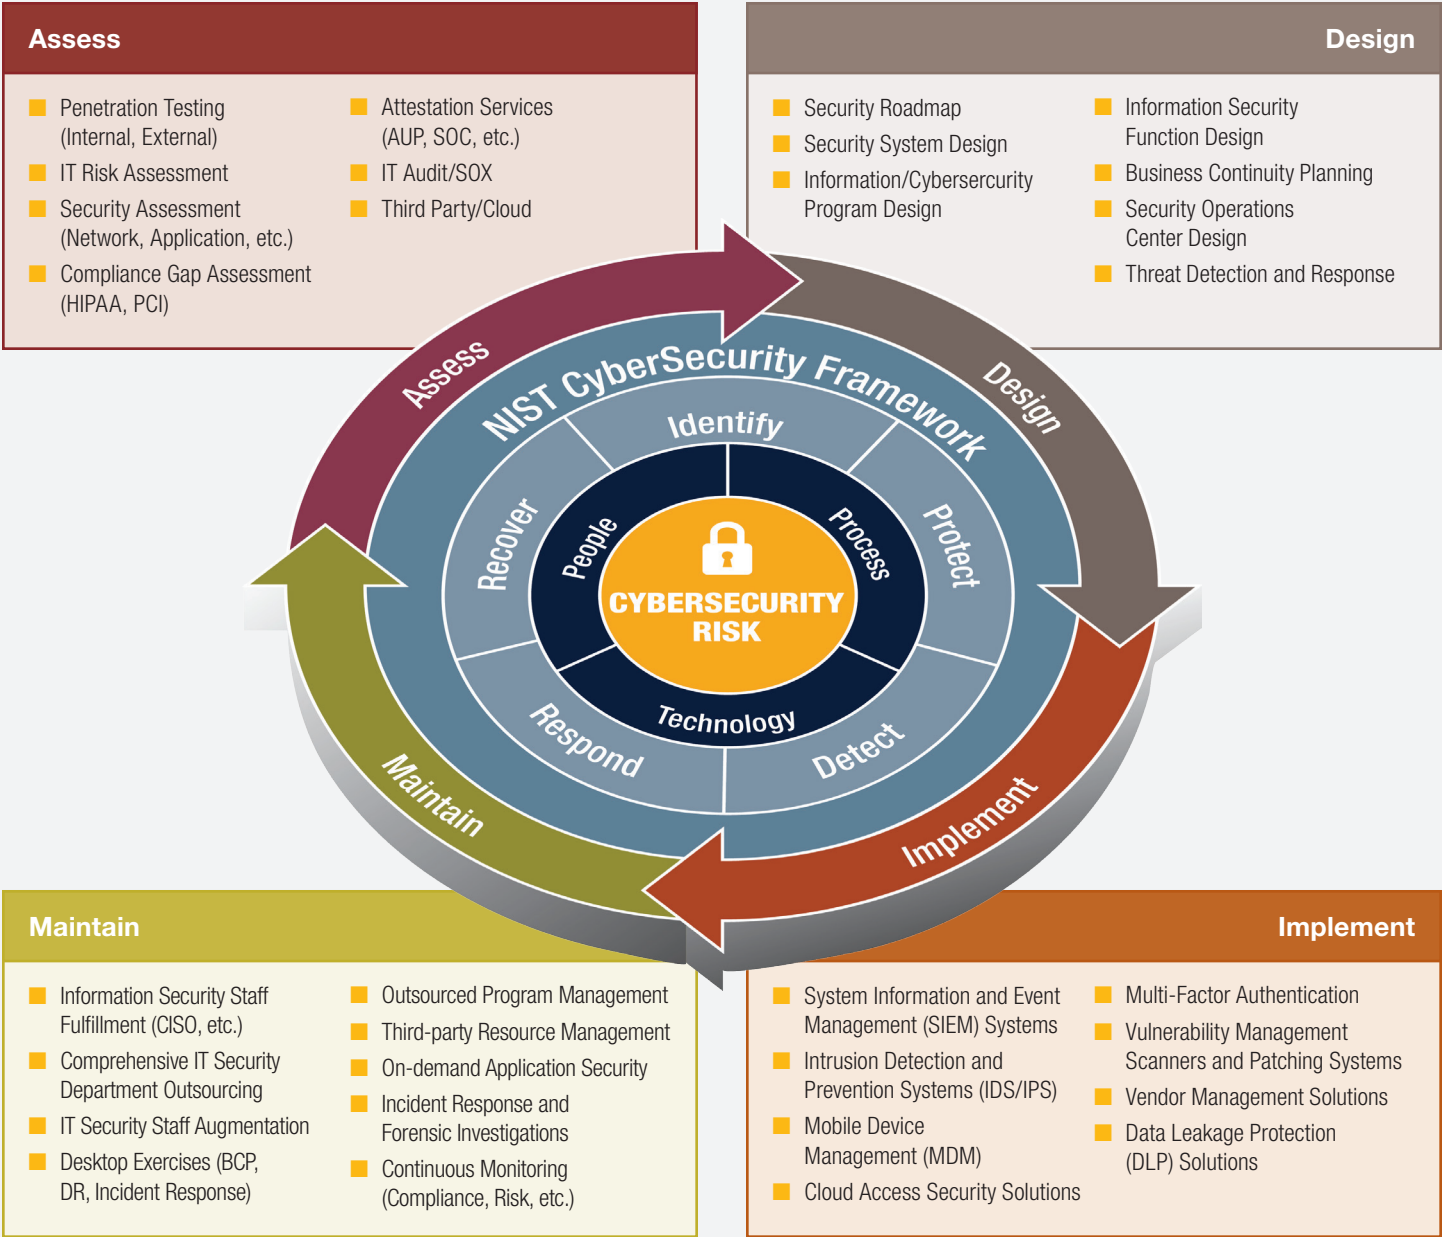 Assess
Penetration Testing
(Internal, External)
IT Risk Assessment
Security Assessment
(Network, Application, etc.)
Compliance Gap Assessment
(HIPAA, PCI)
Attestation Services
(AUP, SOC, etc.)
IT Audit/SOX
Third Party/Cloud
Design
Security Roadmap
Security System Design
Information/Cybersercurity
Program Design
Information Security
Function Design
Business Continuity Planning
Security Operations
Center Design
Threat Detection and Response
Assess
Design
Implement
Maintain
NIST CyberSecurity Framework
Identify
Protect
Detect
Respond
Recover
People
Process
Technology
CYBERSECURITY
RISK
Maintain
Information Security Staff
Fulfillment (CISO, etc.)
Comprehensive IT Security
Department Outsourcing
IT Security Staff Augmentation
Desktop Exercises (BCP,
DR, Incident Response)
Outsourced Program Management
Third-party Resource Management
On-demand Application Security
Incident Response and
Forensic Investigations
Continuous Monitoring
(Compliance, Risk, etc.)
Implement
System Information and Event
Management (SIEM) Systems
Intrusion Detection and
Prevention Systems (IDS/IPS)
Mobile Device
Management (MDM)
Cloud Access Security Solutions
Multi-Factor Authentication
Vulnerability Management
Scanners and Patching Systems
Vendor Management Solutions
Data Leakage Protection
(DLP) Solutions